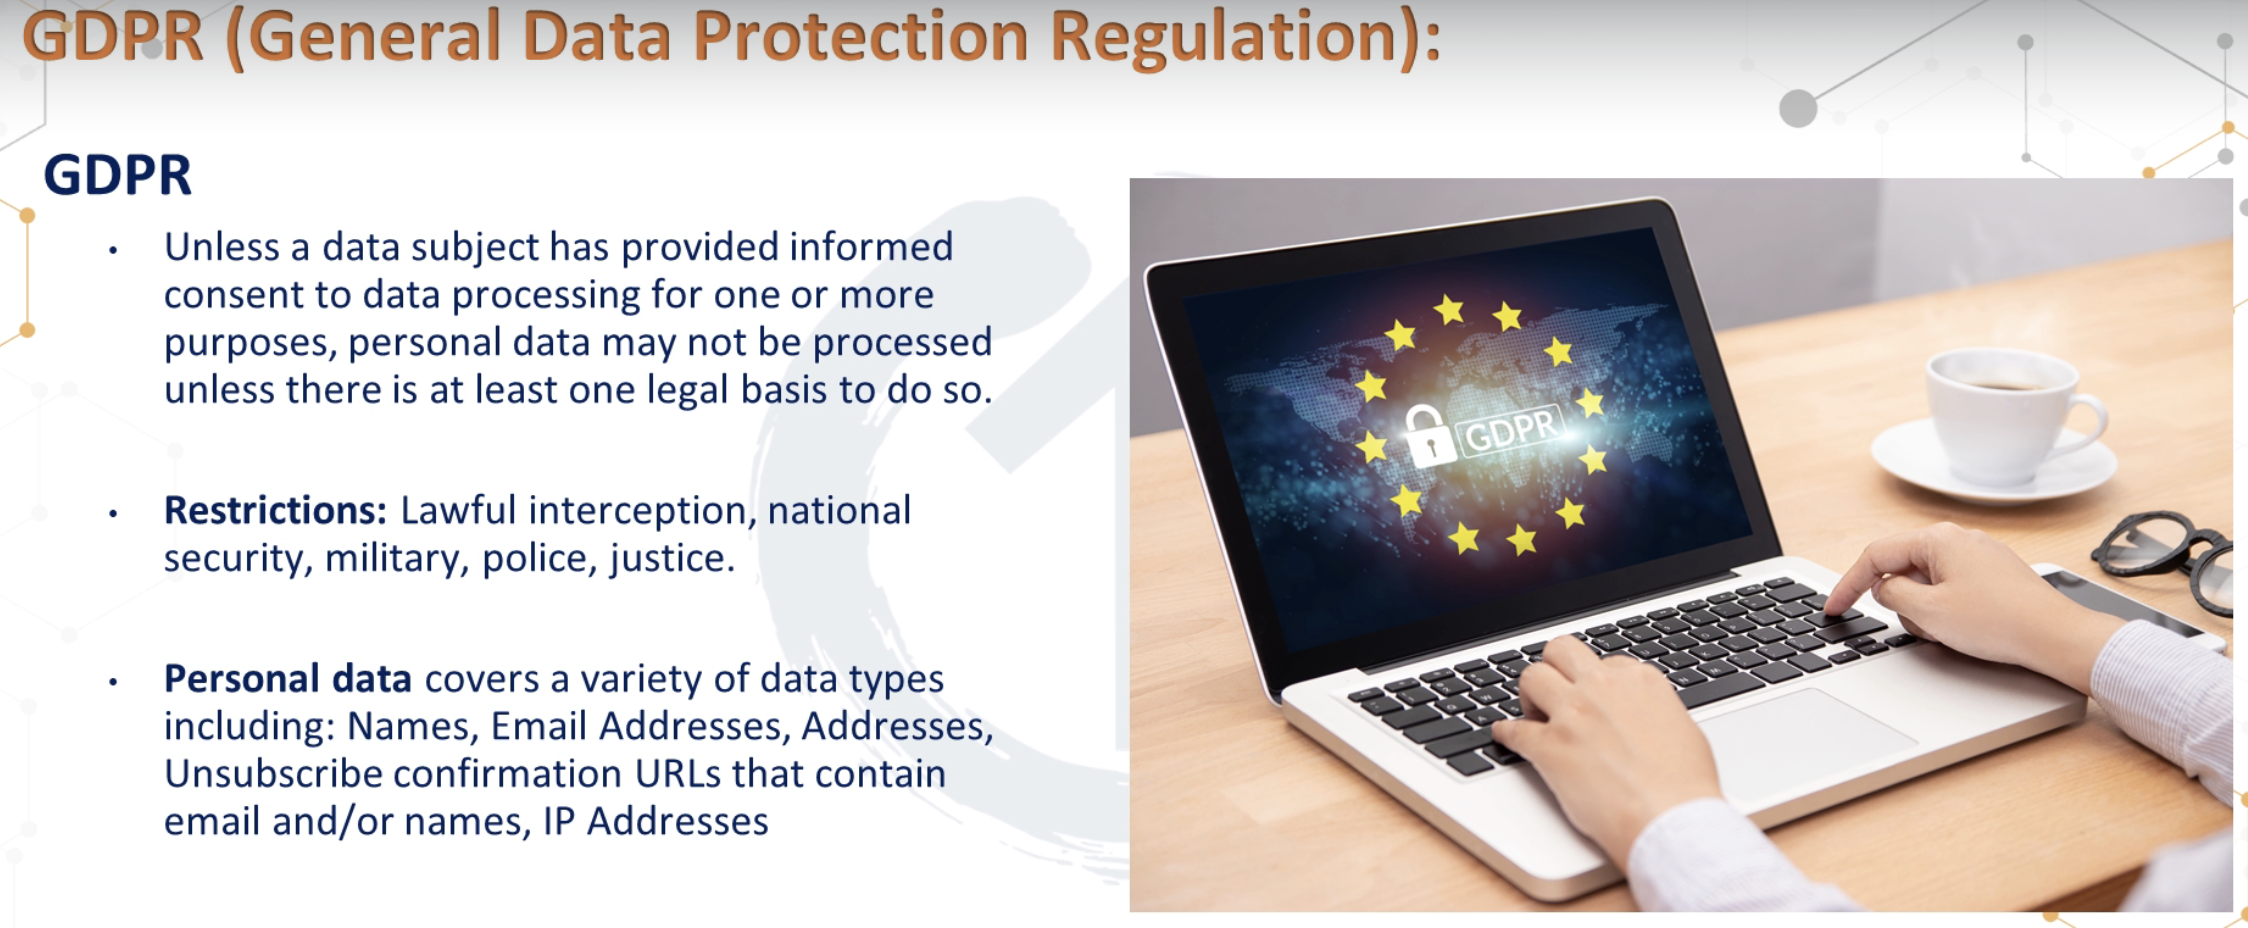 GDPR (General Data Protection Regulation):
GDPR
• Unless a data subject has provided informed
consent to data processing for one or more
purposes, personal data may not be processed
unless there is at least one legal basis to do so.
• Restrictions: Lawful interception, national
security, military, police, justice.
• Personal data covers a variety of data types
including: Names, Email Addresses, Addresses,
Unsubscribe confirmation URLs that contain
email and/or names, IP Addresses
GDPR